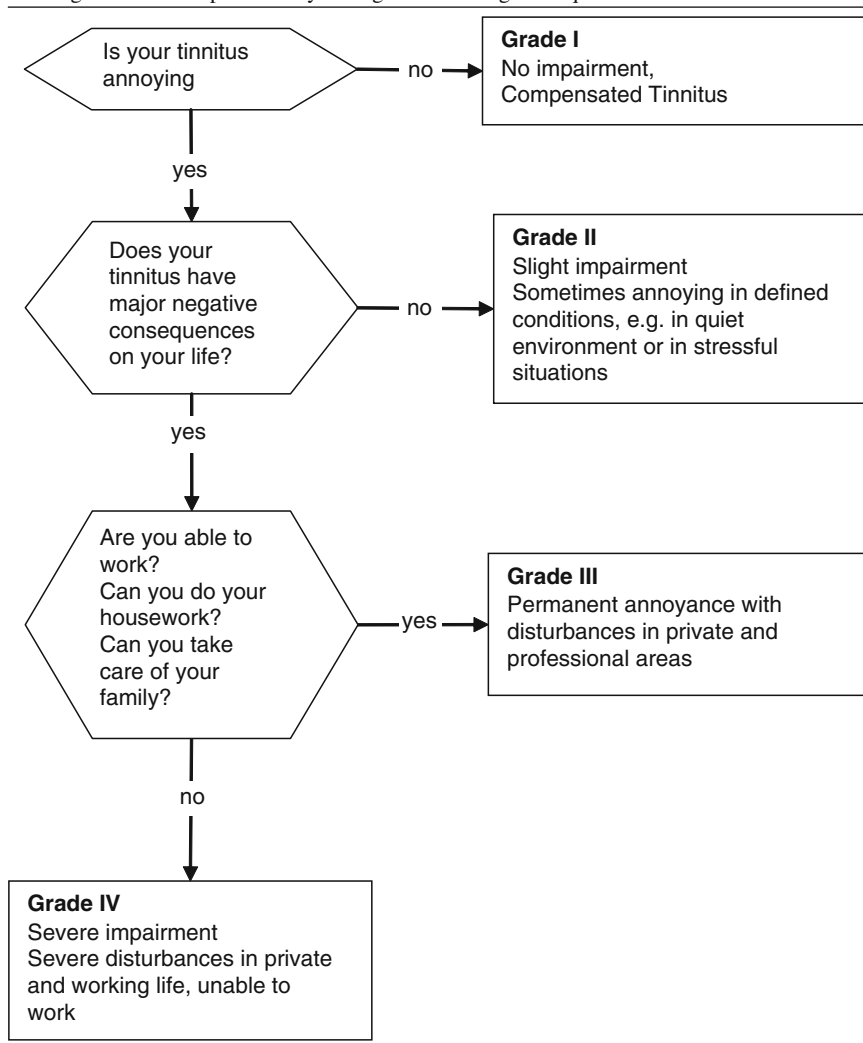 Is your tinnitus
annoying
no
Grade I
No impairment,
Compensated Tinnitus
yes
Does your
tinnitus have
major negative
consequences
on your life?
no
Grade II
Slight impairment
Sometimes annoying in defined
conditions, e.g. in quiet
environment or in stressful
situations
yes
Are you able to
work?
Can you do your
housework?
Can you take
care of your
family?
yes
Grade III
Permanent annoyance with
disturbances in private and
professional areas
no
Grade IV
Severe impairment
Severe disturbances in private
and working life, unable to
work